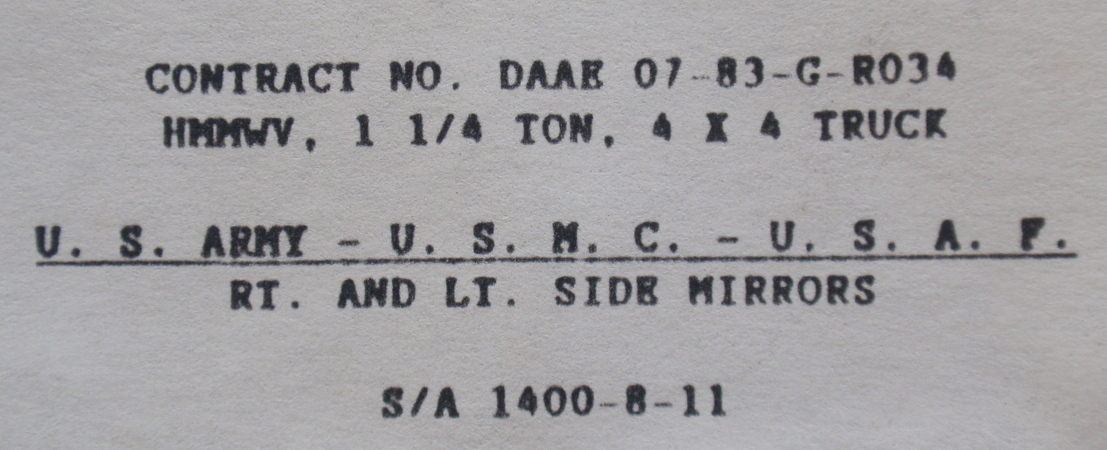 CONTRACT NO. DAAE 07-83-G-R034
HMMWV, 1 1/4 TON, 4 X 4 TRUCK
U. S. ARMY - U. S. M. C. - U. S. A. F.
RT. AND LT. SIDE MIRRORS
S/A 1400-8-11